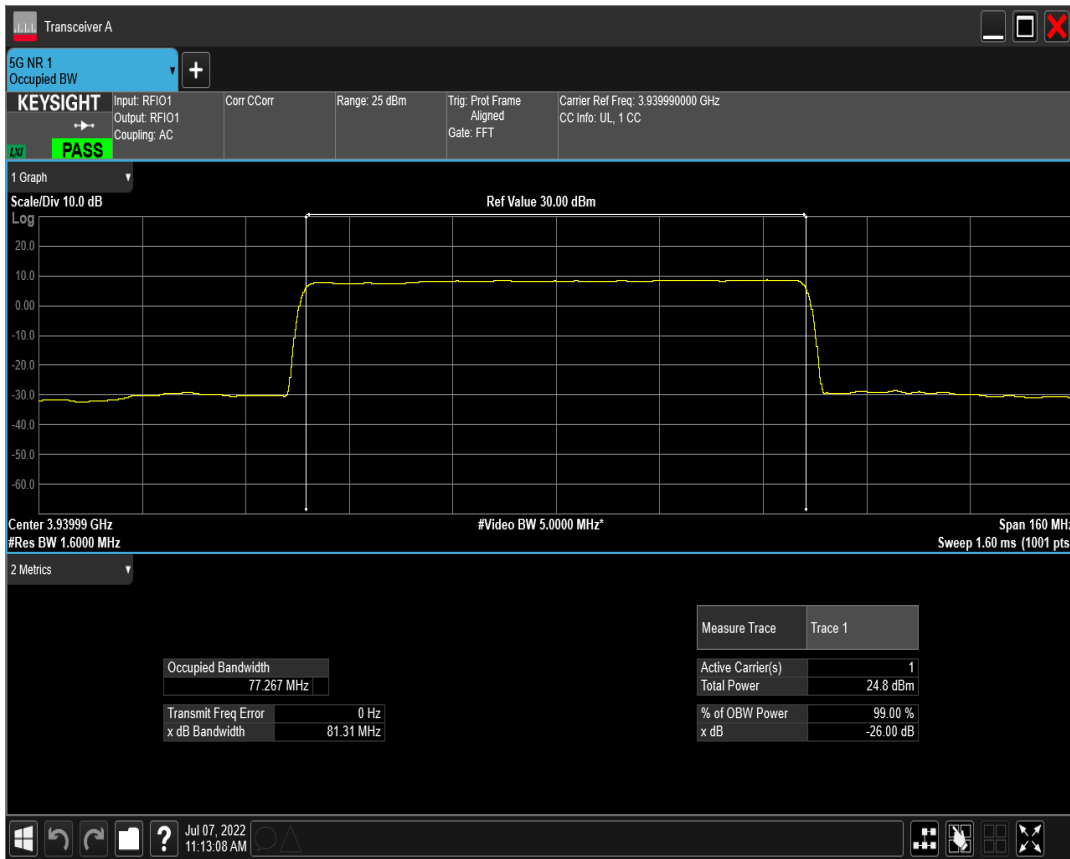 Transceiver A
5G NR 1
Occupied BW
KEYSIGHT
LXI
PASS
Input: RFIO1
Output: RFIO1
Coupling: AC
Corr CCorr
Range: 25 dBm
Trig: Prot Frame
Aligned
Gate: FFT
Carrier Ref Freq: 3.939990000 GHz
CC Info: UL, 1 CC
1 Graph
Scale/Div 10.0 dB
Ref Value 30.00 dBm
Log
20.0
10.0
0.00
-10.0
-20.0
-30.0
-40.0
-50.0
-60.0
Center 3.93999 GHz
#Video BW 5.0000 MHz*
Span 160 MHz
#Res BW 1.6000 MHz
Sweep 1.60 ms (1001 pts
2 Metrics
Measure Trace Trace 1
Occupied Bandwidth
77.267 MHz
Active Carrier(s) 1
Total Power 24.8 dBm
Transmit Freq Error 0 Hz
x dB Bandwidth 81.31 MHz
% of OBW Power 99.00 %
x dB -26.00 dB
?
Jul 07, 2022
11:13:08 AM